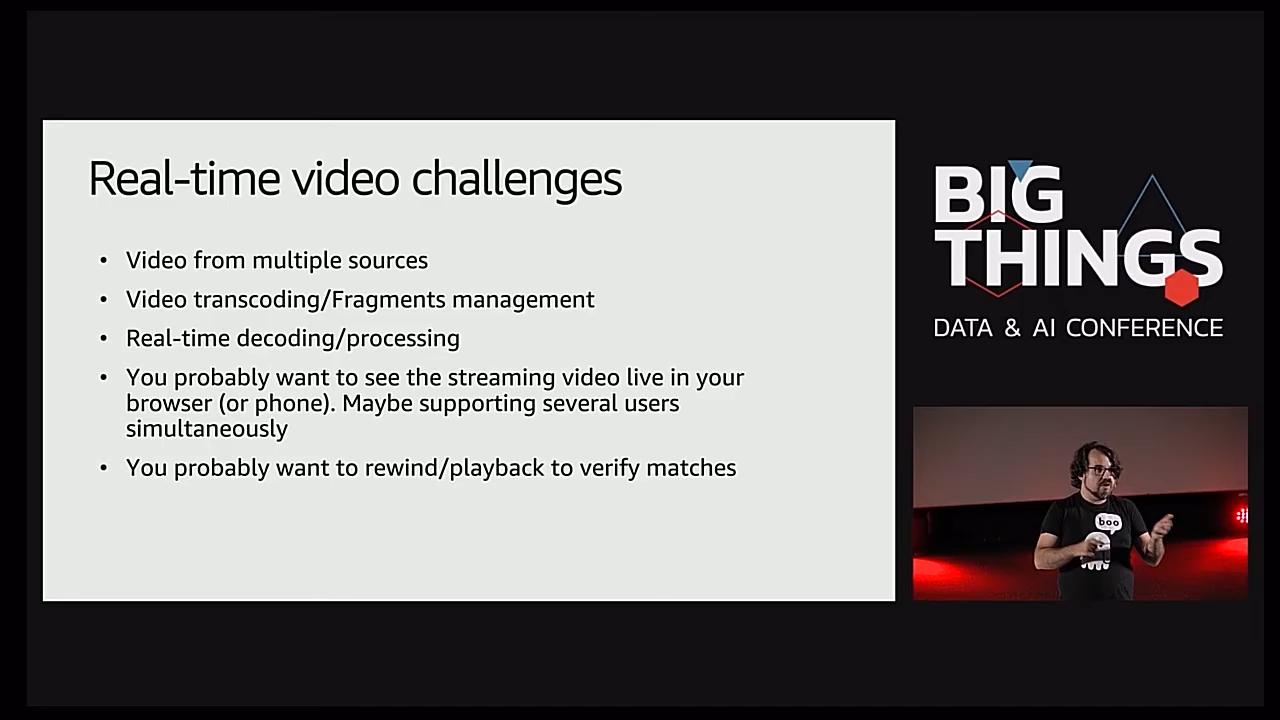 Real-time video challenges
• Video from multiple sources
• Video transcoding/Fragments management
• Real-time decoding/processing
• You probably want to see the streaming video live in your
browser (or phone). Maybe supporting several users
simultaneously
• You probably want to rewind/playback to verify matches
BIG
THINGS
DATA & AI CONFERENCE
boo